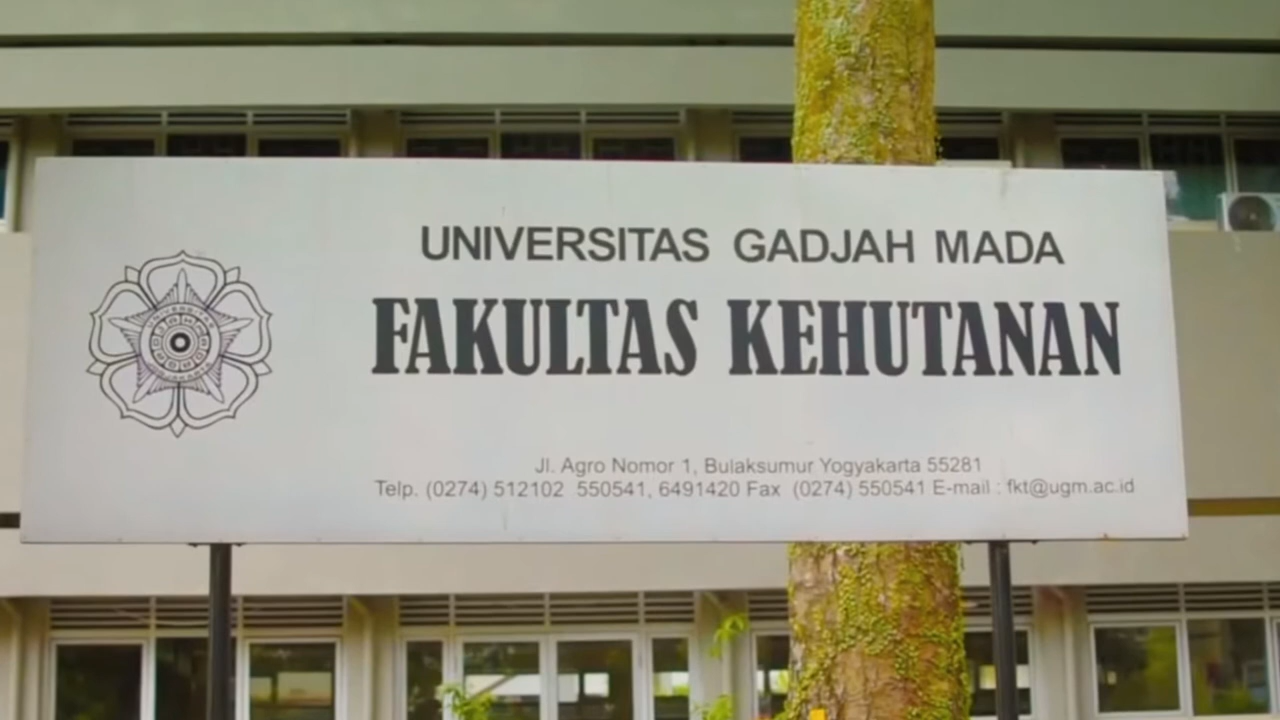 UNIVERSITAS GADJAH MADA
FAKULTAS KEHUTANAN
Jl. Agro Nomor 1, Bulaksumur Yogyakarta 55281
Telp. (0274) 512102 550541, 6491420 Fax (0274) 550541 E-mail : fkt@ugm.ac.id